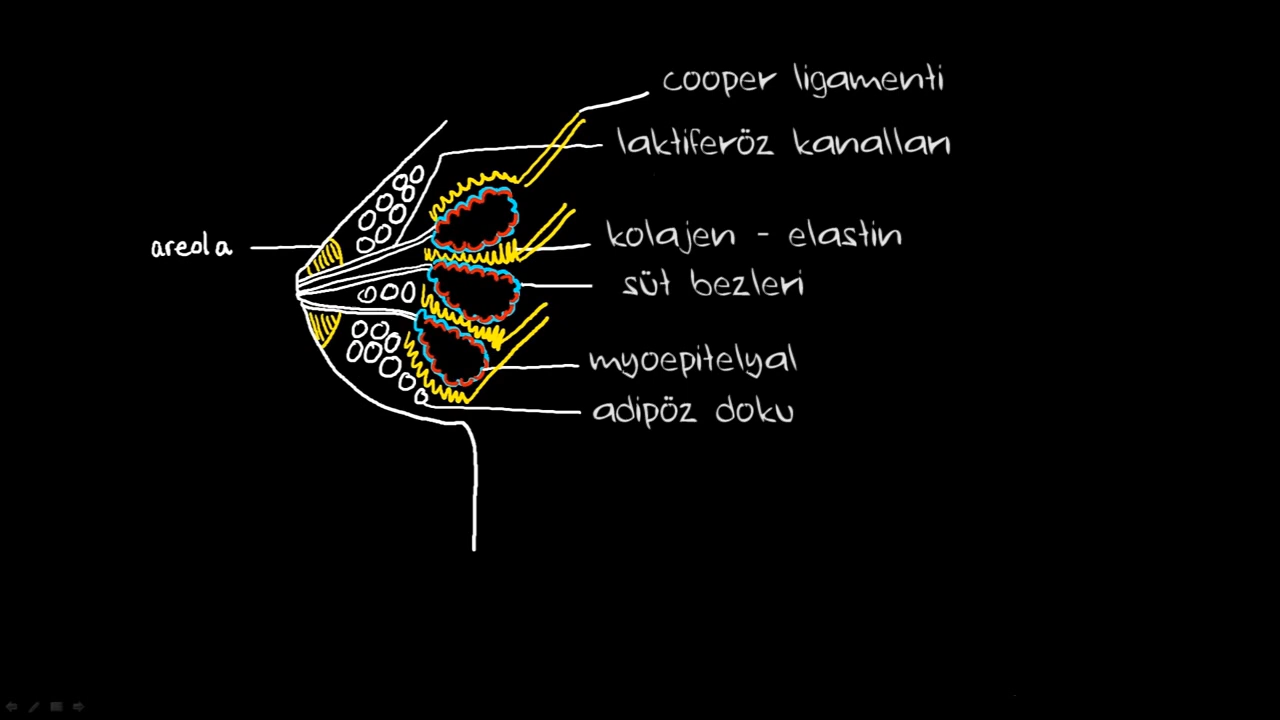 cooper ligamenti
laktiferöz kanalları
areola
kolajen - elastin
süt bezleri
myoepitelyal
adipöz doku